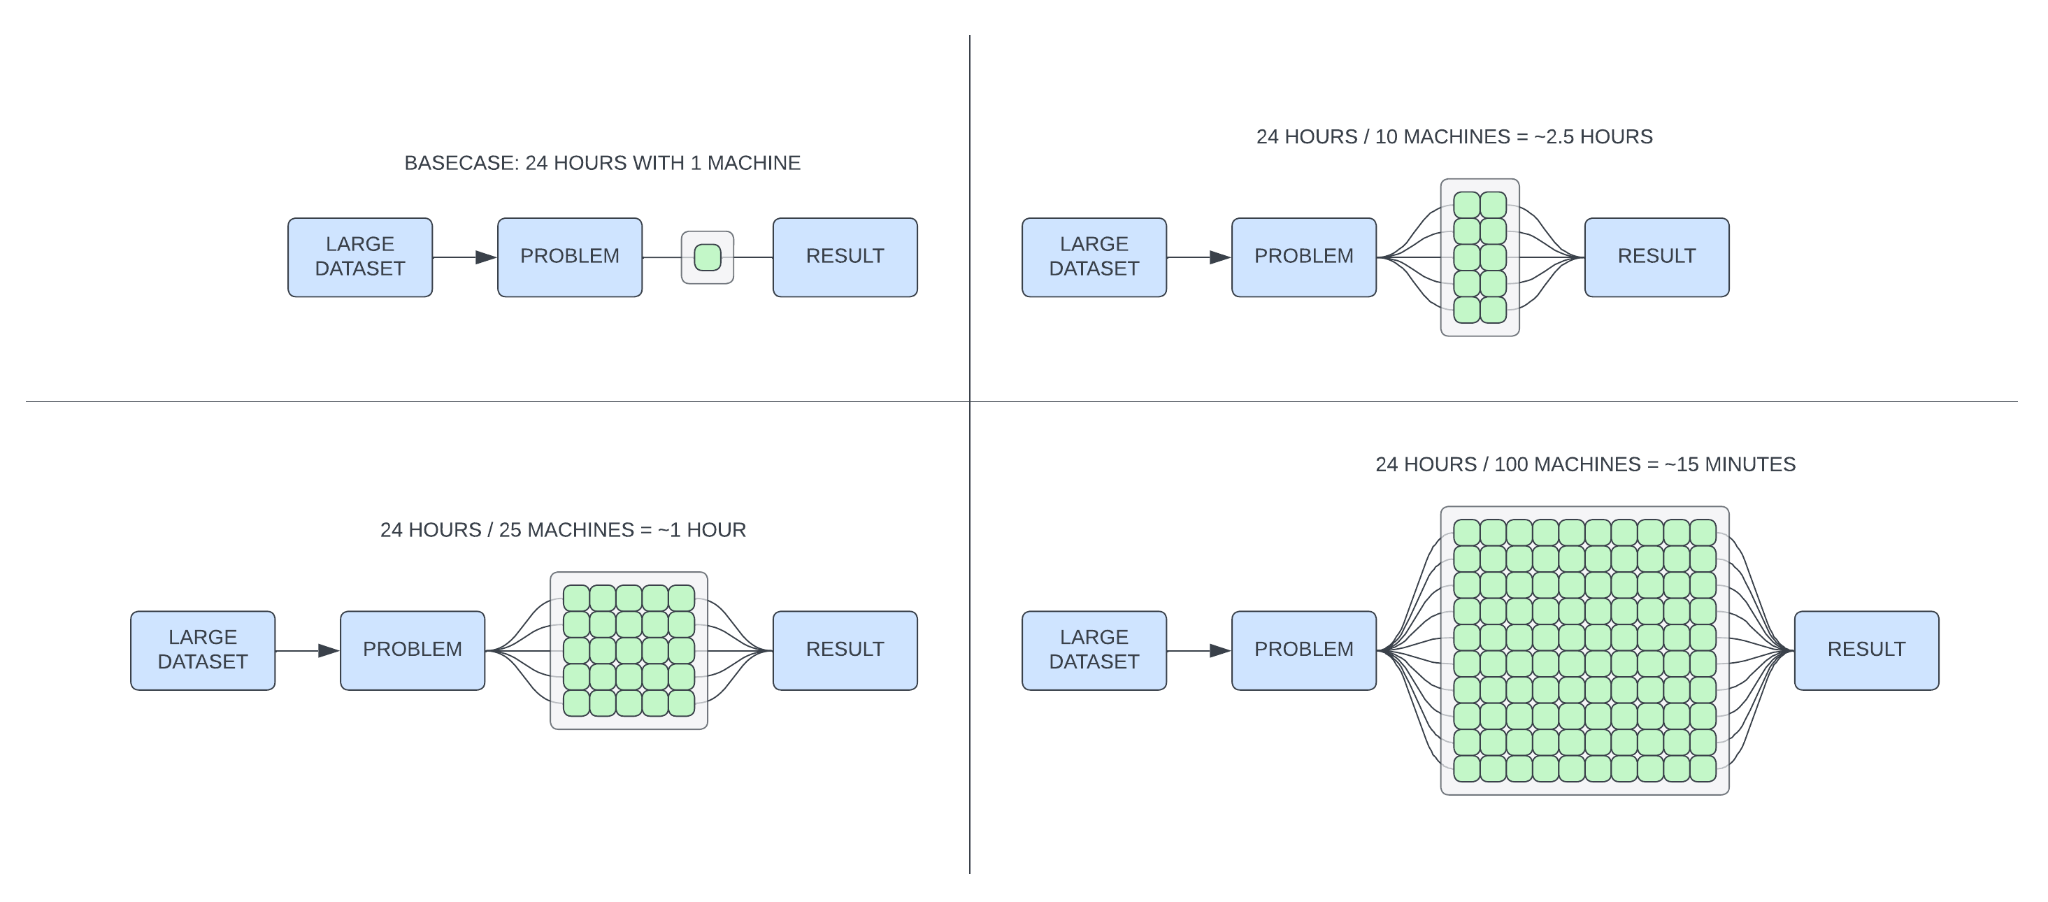 BASECASE: 24 HOURS WITH 1 MACHINE
LARGE
DATASET
PROBLEM
RESULT
24 HOURS / 10 MACHINES = ~2.5 HOURS
LARGE
DATASET
PROBLEM
RESULT
24 HOURS / 25 MACHINES = ~1 HOUR
LARGE
DATASET
PROBLEM
RESULT
24 HOURS / 100 MACHINES = ~15 MINUTES
LARGE
DATASET
PROBLEM
RESULT